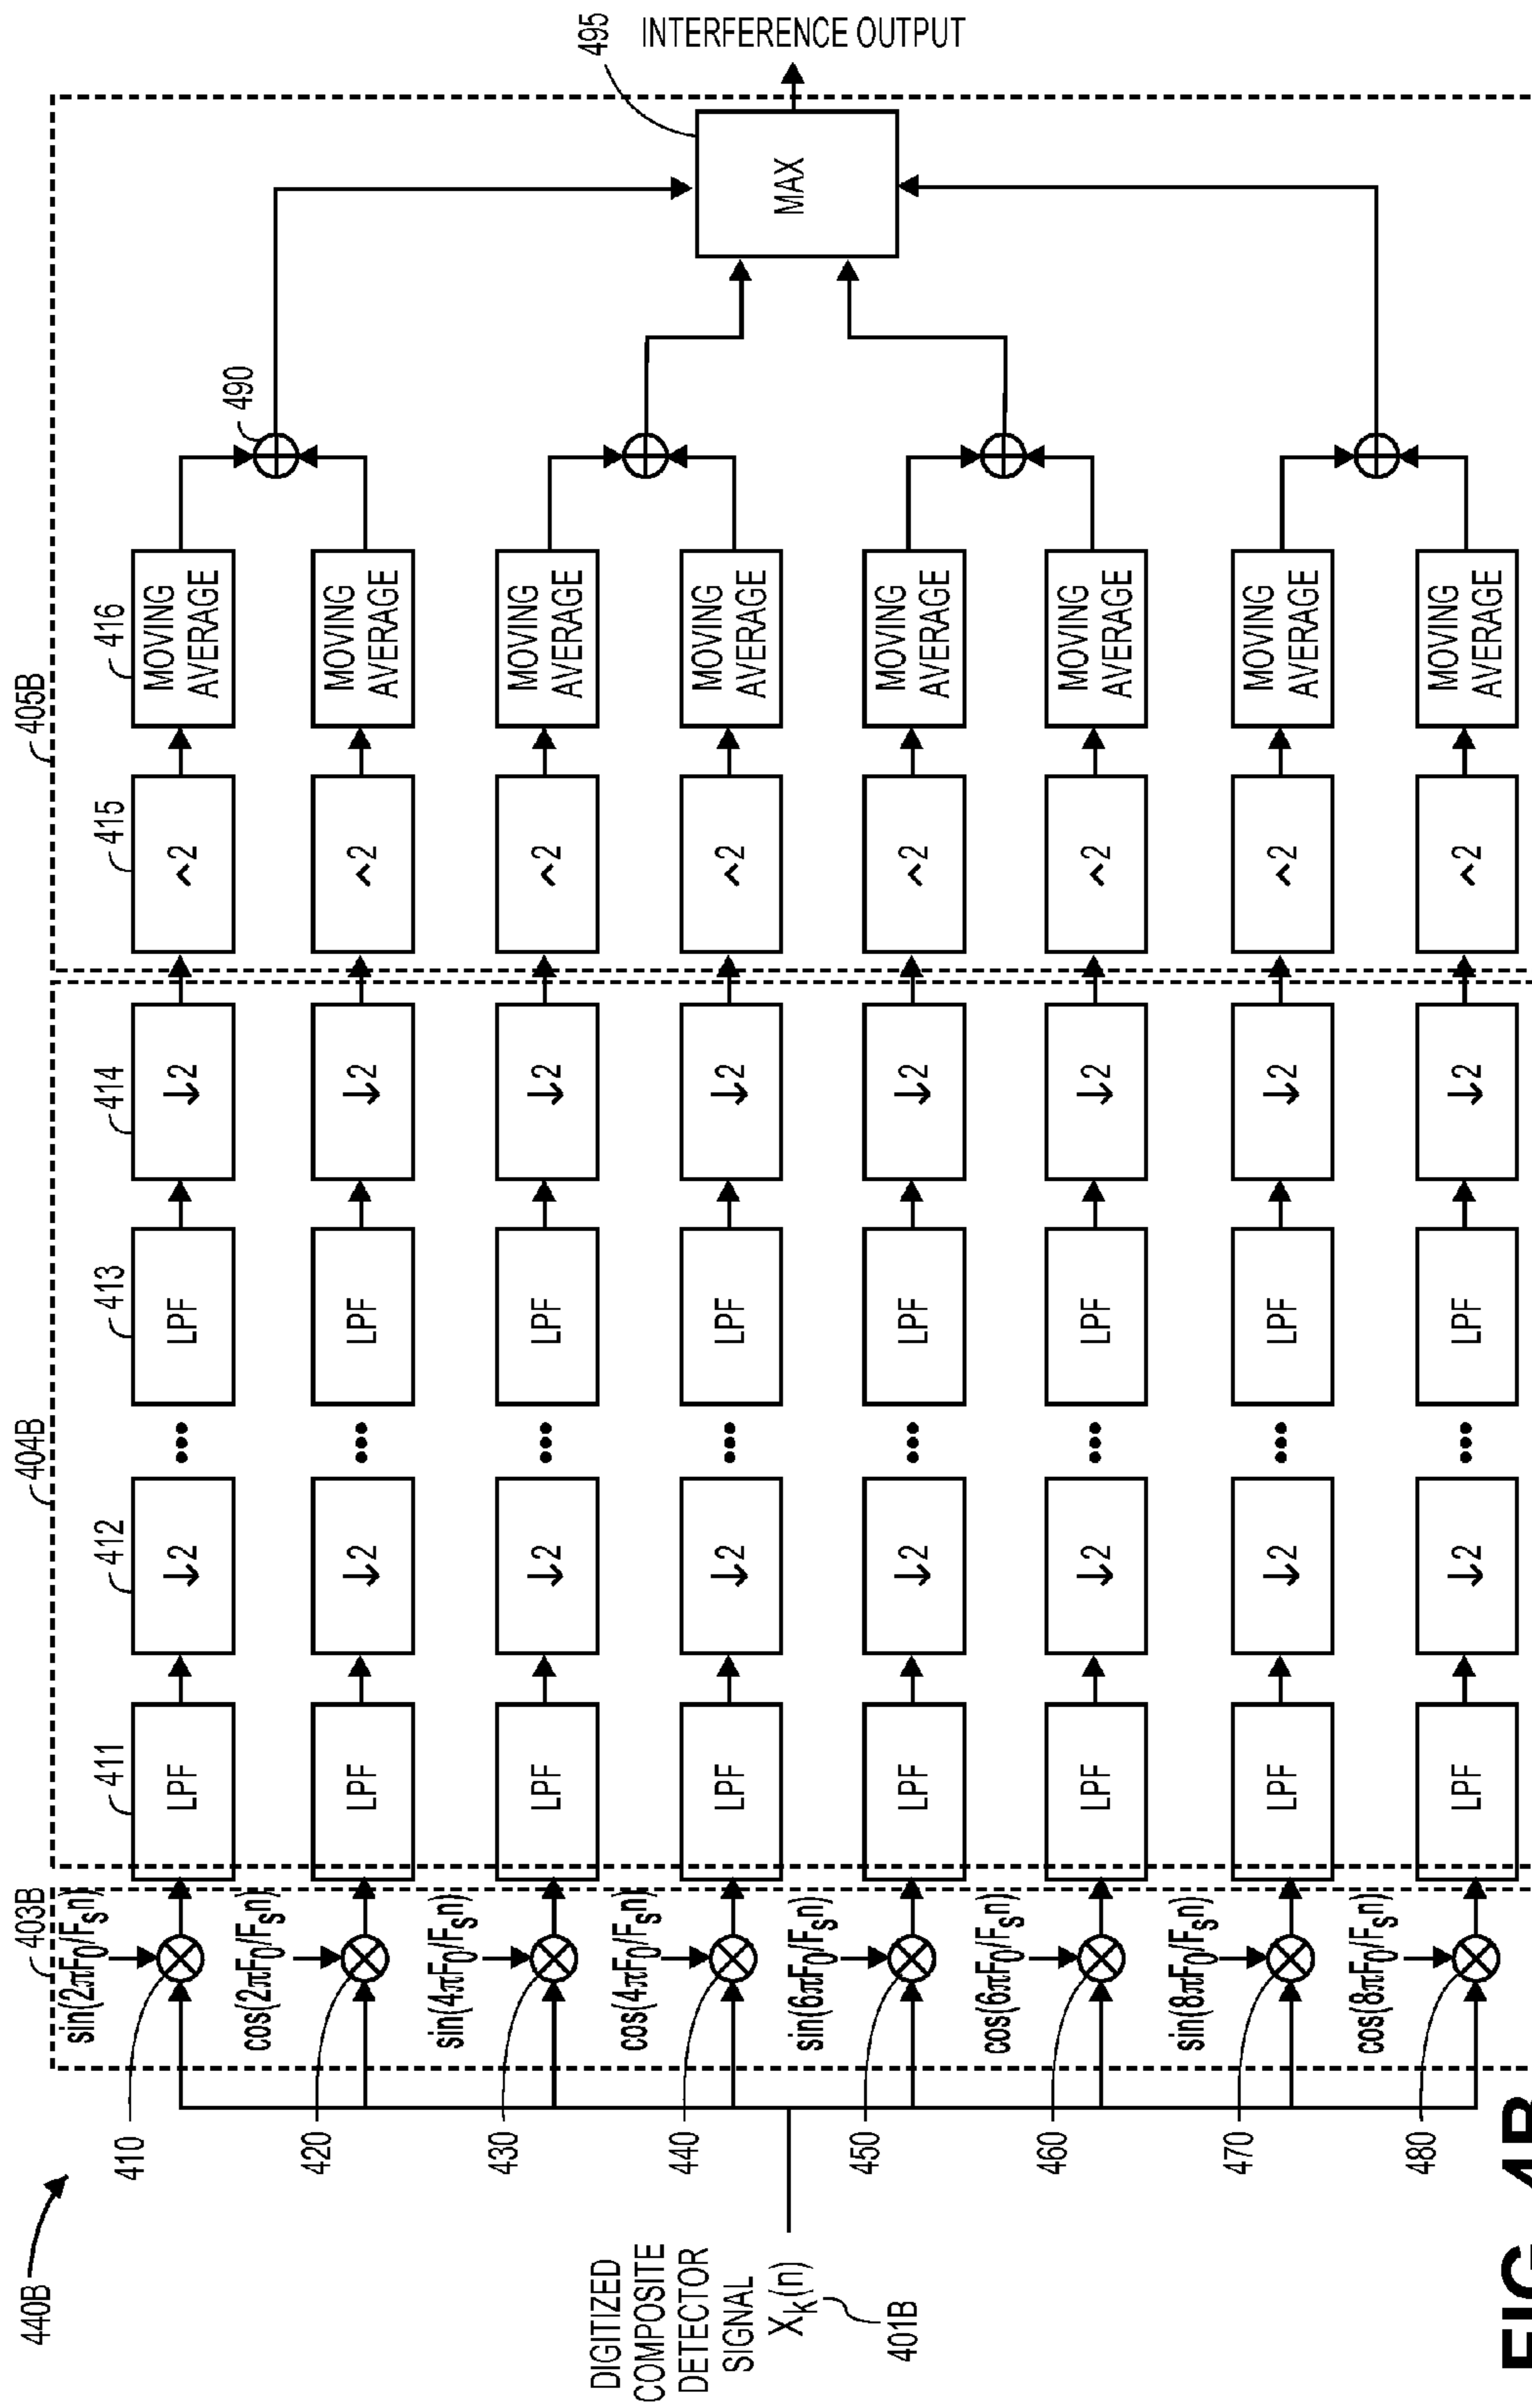 440B
403B
404B
405B
410
sin(2πF₀/Fₛn)
411
LPF
412
↓2
•••
413
LPF
414
↓2
415
^2
416
MOVING
AVERAGE
420
cos(2πF₀/Fₛn)
LPF
↓2
•••
LPF
↓2
^2
MOVING
AVERAGE
490
430
sin(4πF₀/Fₛn)
LPF
↓2
•••
LPF
↓2
^2
MOVING
AVERAGE
440
cos(4πF₀/Fₛn)
LPF
↓2
•••
LPF
↓2
^2
MOVING
AVERAGE
DIGITIZED
COMPOSITE
DETECTOR
SIGNAL
Xₖ(n)
401B
495
MAX
INTERFERENCE OUTPUT
450
sin(6πF₀/Fₛn)
LPF
↓2
•••
LPF
↓2
^2
MOVING
AVERAGE
460
cos(6πF₀/Fₛn)
LPF
↓2
•••
LPF
↓2
^2
MOVING
AVERAGE
470
sin(8πF₀/Fₛn)
LPF
↓2
•••
LPF
↓2
^2
MOVING
AVERAGE
480
cos(8πF₀/Fₛn)
LPF
↓2
•••
LPF
↓2
^2
MOVING
AVERAGE
FIG. 4B